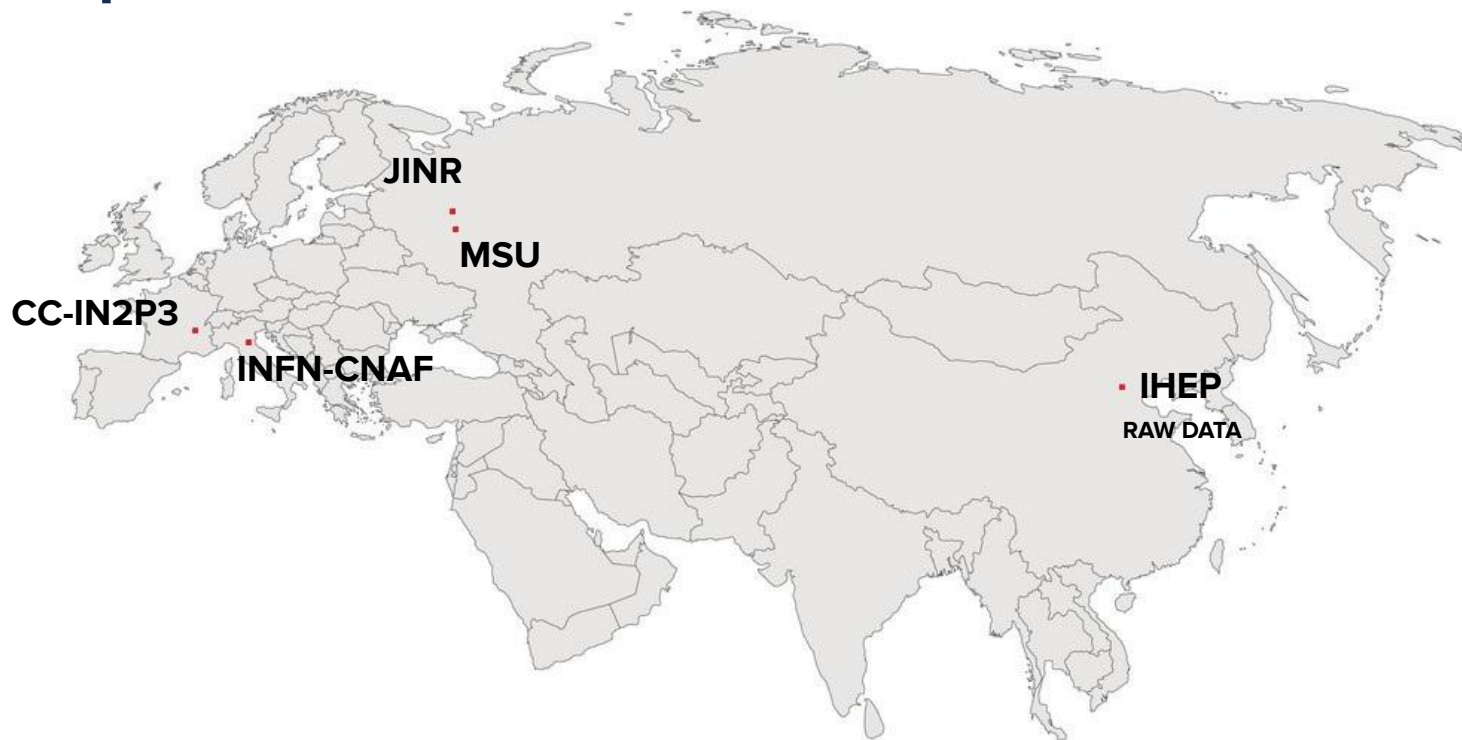 JINR
MSU
CC-IN2P3
INFN-CNAF
IHEP
RAW DATA